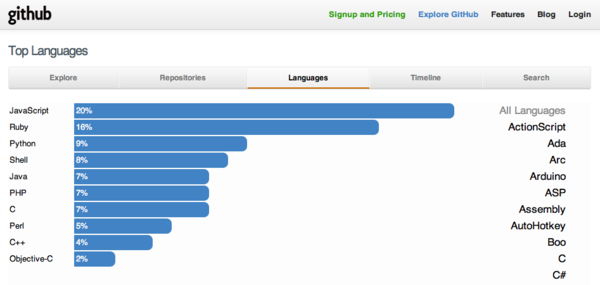 github
Signup and Pricing Explore GitHub Features Blog Login
Top Languages
Explore Repositories Languages Timeline Search
JavaScript 20%
Ruby 16%
Python 9%
Shell 8%
Java 7%
PHP 7%
C 7%
Perl 5%
C++ 4%
Objective-C 2%
All Languages
ActionScript
Ada
Arc
Arduino
ASP
Assembly
AutoHotkey
Boo
C
C#